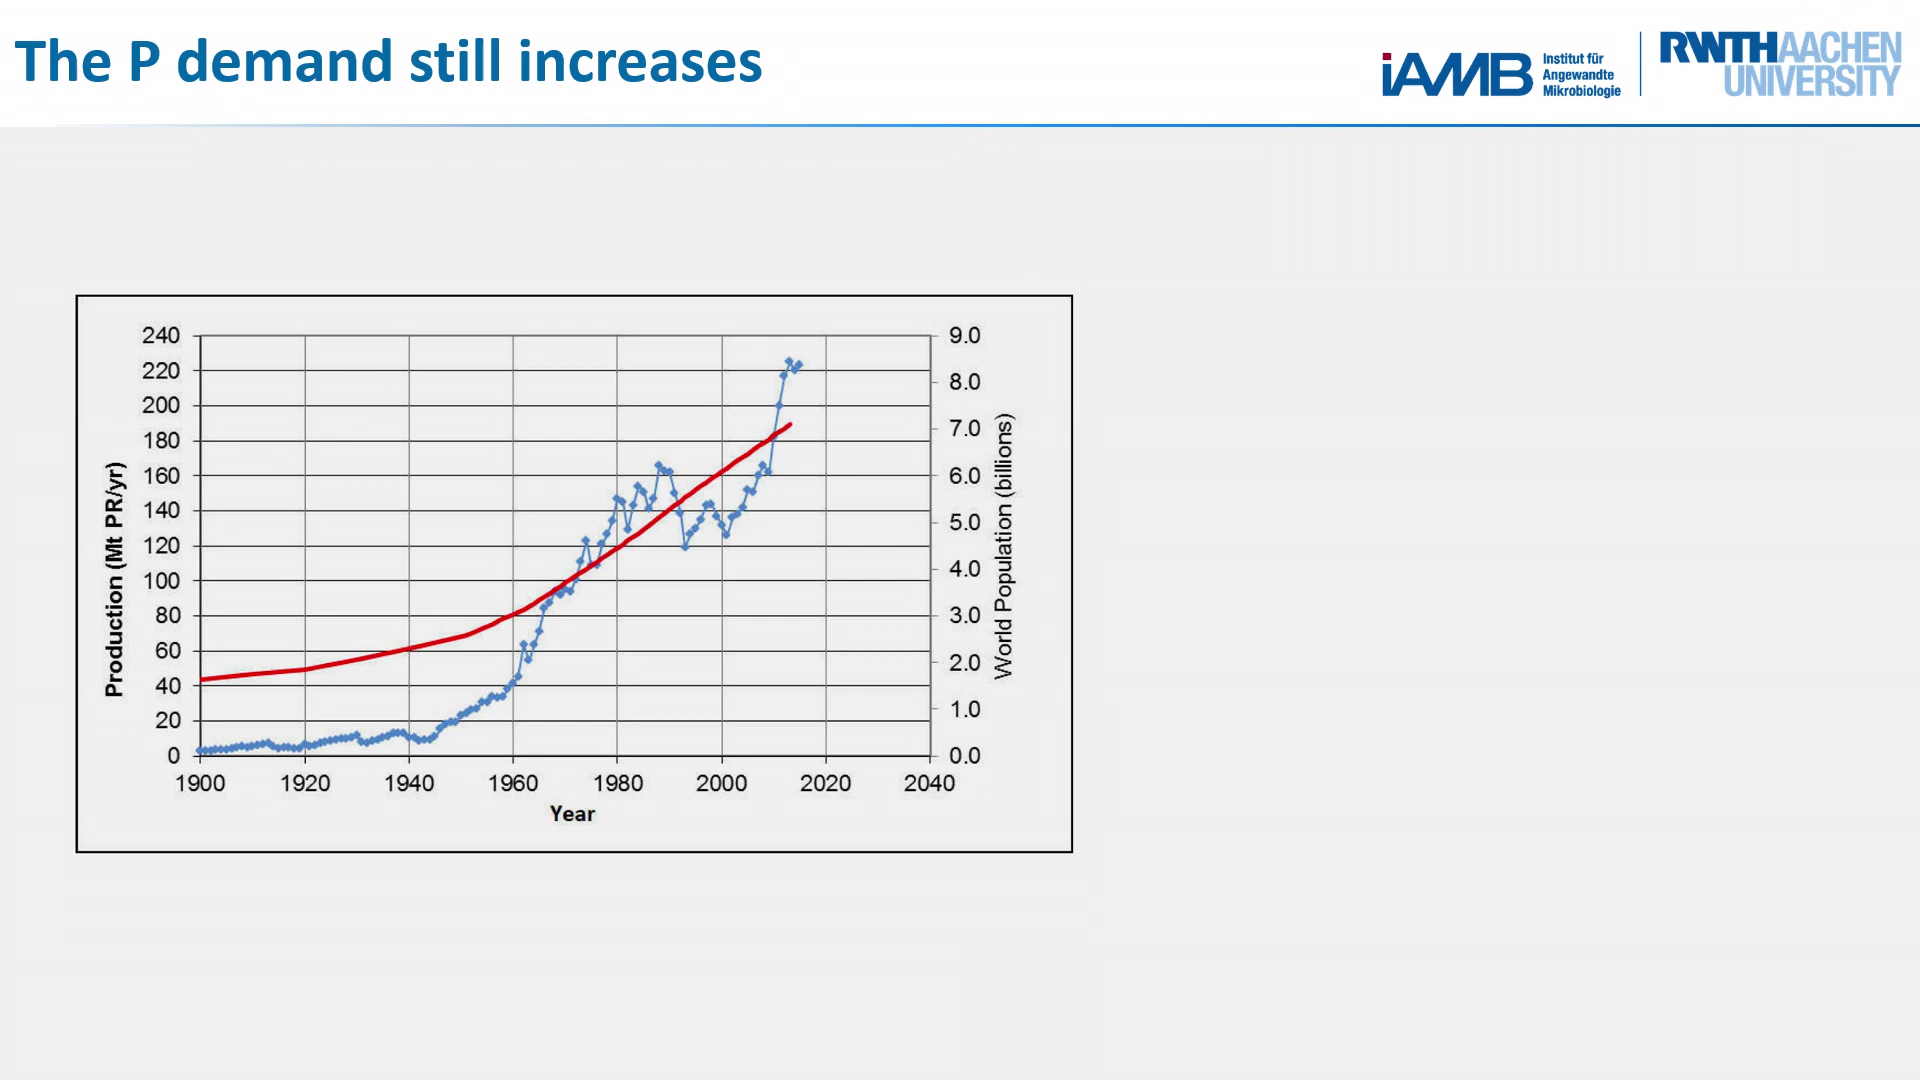 The P demand still increases
iAMB
Institut für
Angewandte
Mikrobiologie
RWTHAACHEN
UNIVERSITY
240
220
200
180
160
140
120
100
80
60
40
20
0
Production (Mt PR/yr)
9.0
8.0
7.0
6.0
5.0
4.0
3.0
2.0
1.0
0.0
World Population (billions)
1900 1920 1940 1960 1980 2000 2020 2040
Year